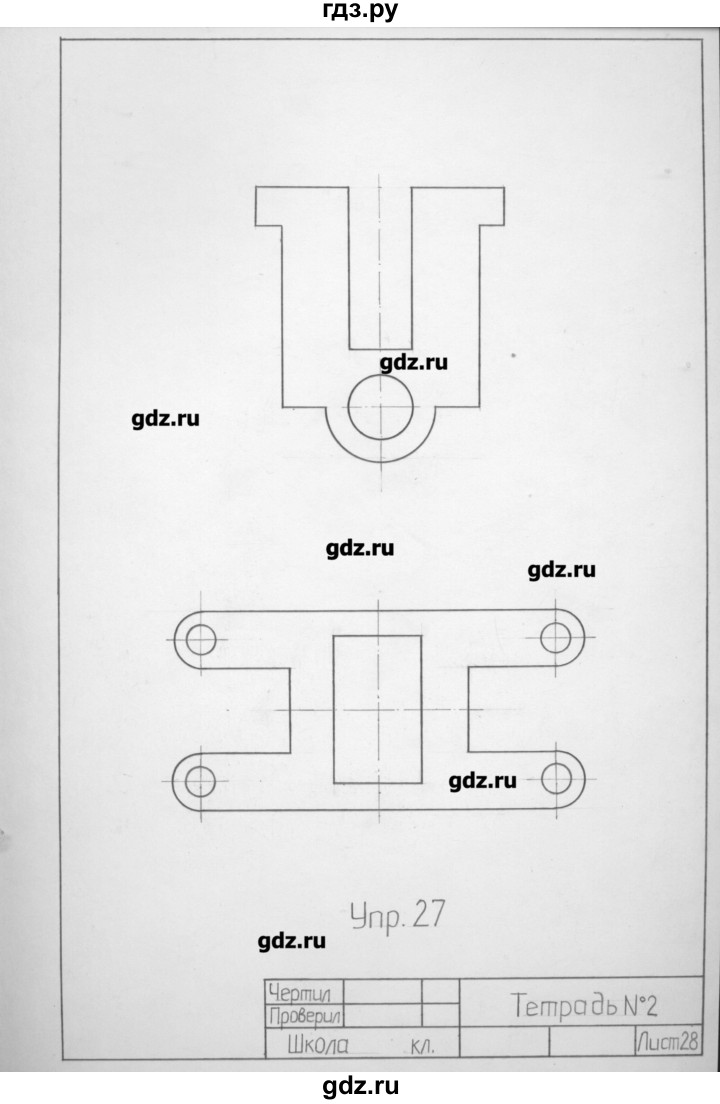 гдз.ру
gdz.ru
gdz.ru
gdz.ru
gdz.ru
gdz.ru
Упр. 27
gdz.ru
Чертил
Проверил
Тетрадь №2
Школа кл.
Лист28
gdz.ru